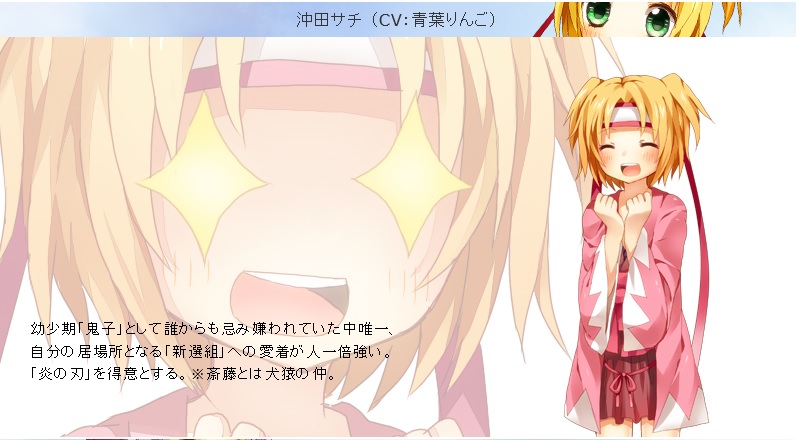 沖田サチ（CV：青葉りんご）
幼少期「鬼子」として誰からも忌み嫌われていた中唯一、
自分の居場所となる「新選組」への愛着が人一倍強い。
「炎の刃」を得意とする。※斎藤とは犬猿の仲。